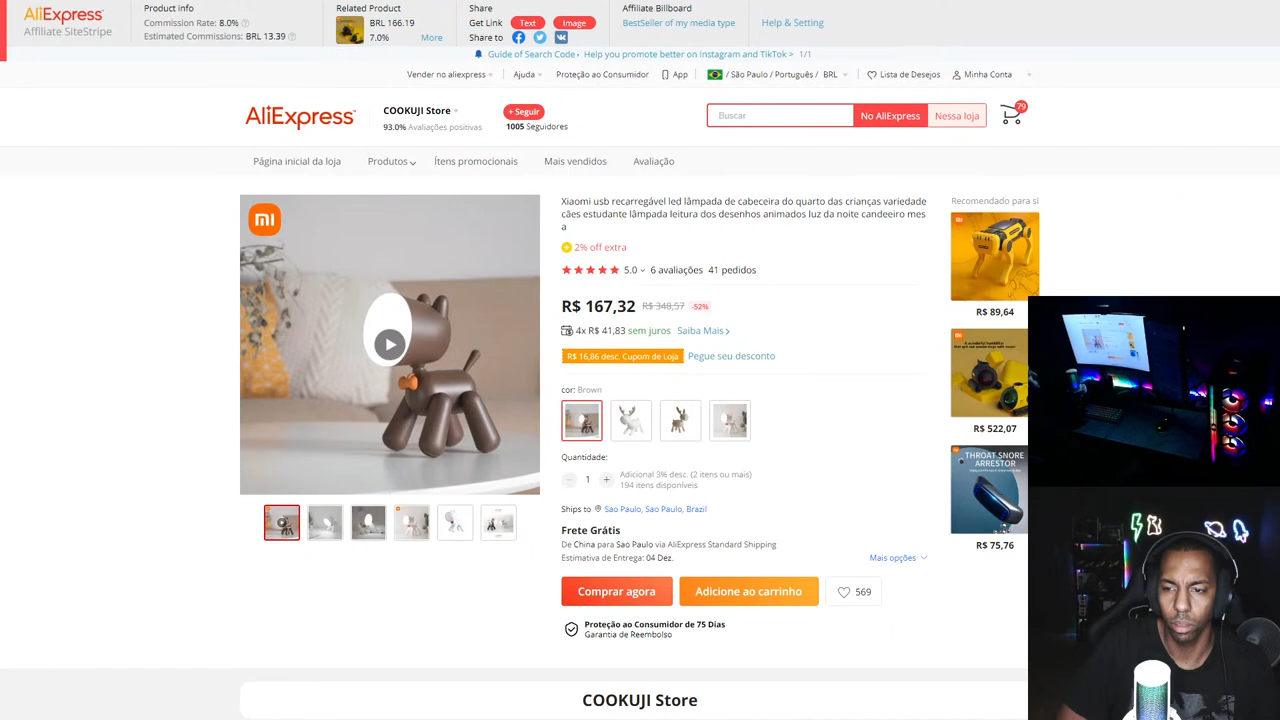 AliExpress
Affiliate SiteStripe
Product info
Commission Rate: 8.0%
Estimated Commissions: BRL 13.39
Related Product
BRL 166.19
7.0%
More
Share
Get Link Text Image
Share to
Affiliate Billboard
BestSeller of my media type
Help & Setting
Guide of Search Code Help you promote better on Instagram and TikTok > 1/1
Vender no aliexpress
Ajuda
Proteção ao Consumidor
App
/ São Paulo / Português / BRL
Lista de Desejos
Minha Conta
AliExpress
COOKUJI Store
93.0% Avaliações positivas
+ Seguir
1005 Seguidores
Buscar
No AliExpress
Nessa loja
79
Página inicial da loja
Produtos
Ítens promocionais
Mais vendidos
Avaliação
Xiaomi usb recarregável led lâmpada de cabeceira do quarto das crianças variedade
cães estudante lâmpada leitura dos desenhos animados luz da noite candeeiro mes
a
2% off extra
5.0 6 avaliações 41 pedidos
R$ 167,32 R$ 348,57 -52%
4x R$ 41,83 sem juros Saiba Mais
R$ 16,86 desc. Cupom de Loja Pegue seu desconto
cor: Brown
Quantidade:
1
Adicional 3% desc. (2 itens ou mais)
194 itens disponíveis
Ships to Sao Paulo, Sao Paulo, Brazil
Frete Grátis
De China para Sao Paulo via AliExpress Standard Shipping
Estimativa de Entrega: 04 Dez.
Mais opções
Comprar agora
Adicione ao carrinho
569
Proteção ao Consumidor de 75 Dias
Garantia de Reembolso
Recomendado para sl
R$ 89,64
R$ 522,07
THROAT SNORE
ARRESTOR
R$ 75,76
COOKUJI Store